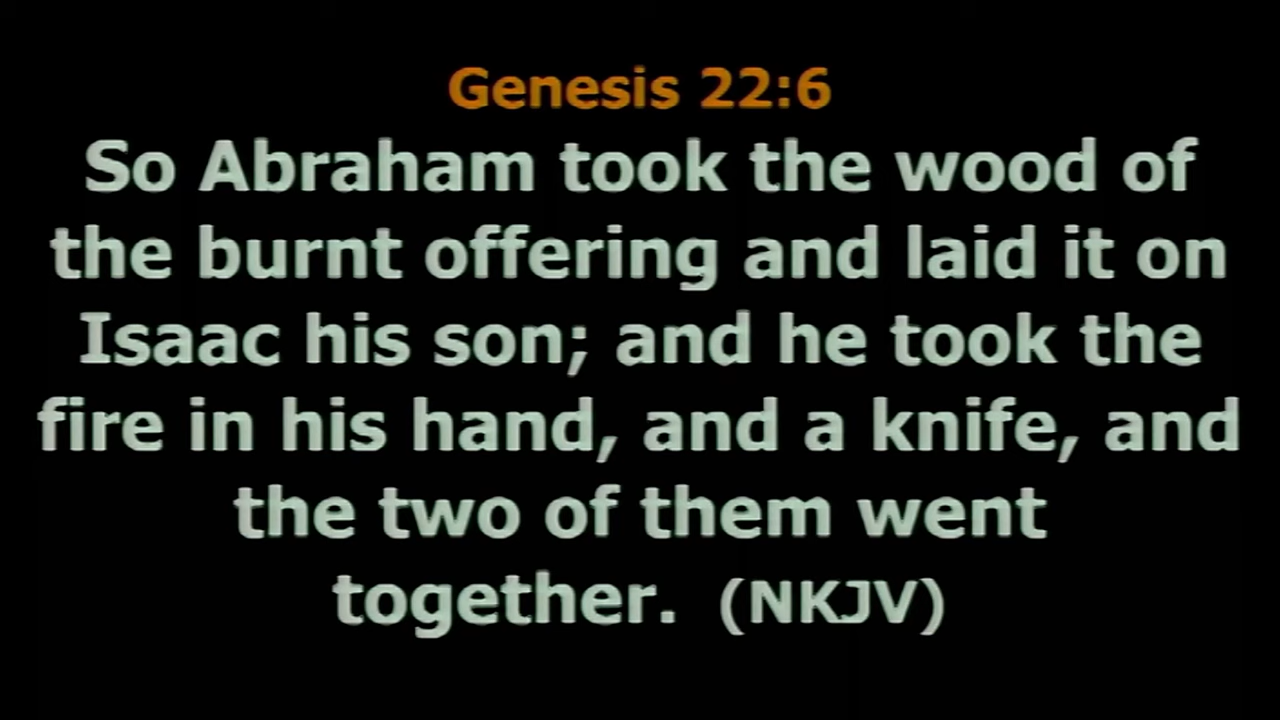 Genesis 22:6
So Abraham took the wood of
the burnt offering and laid it on
Isaac his son; and he took the
fire in his hand, and a knife, and
the two of them went
together. (NKJV)